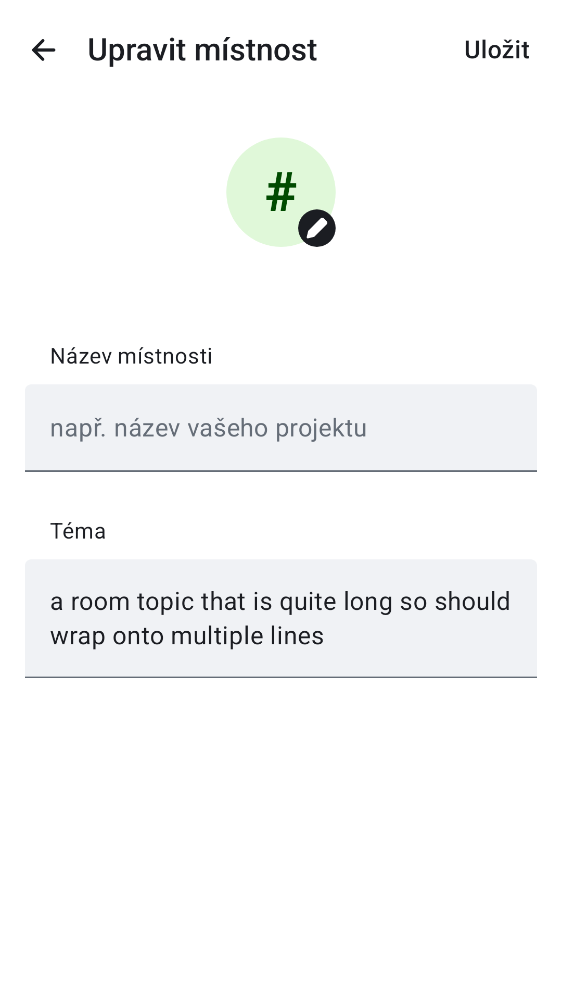 Upravit místnost
Uložit
#
Název místnosti
např. název vašeho projektu
Téma
a room topic that is quite long so should
wrap onto multiple lines